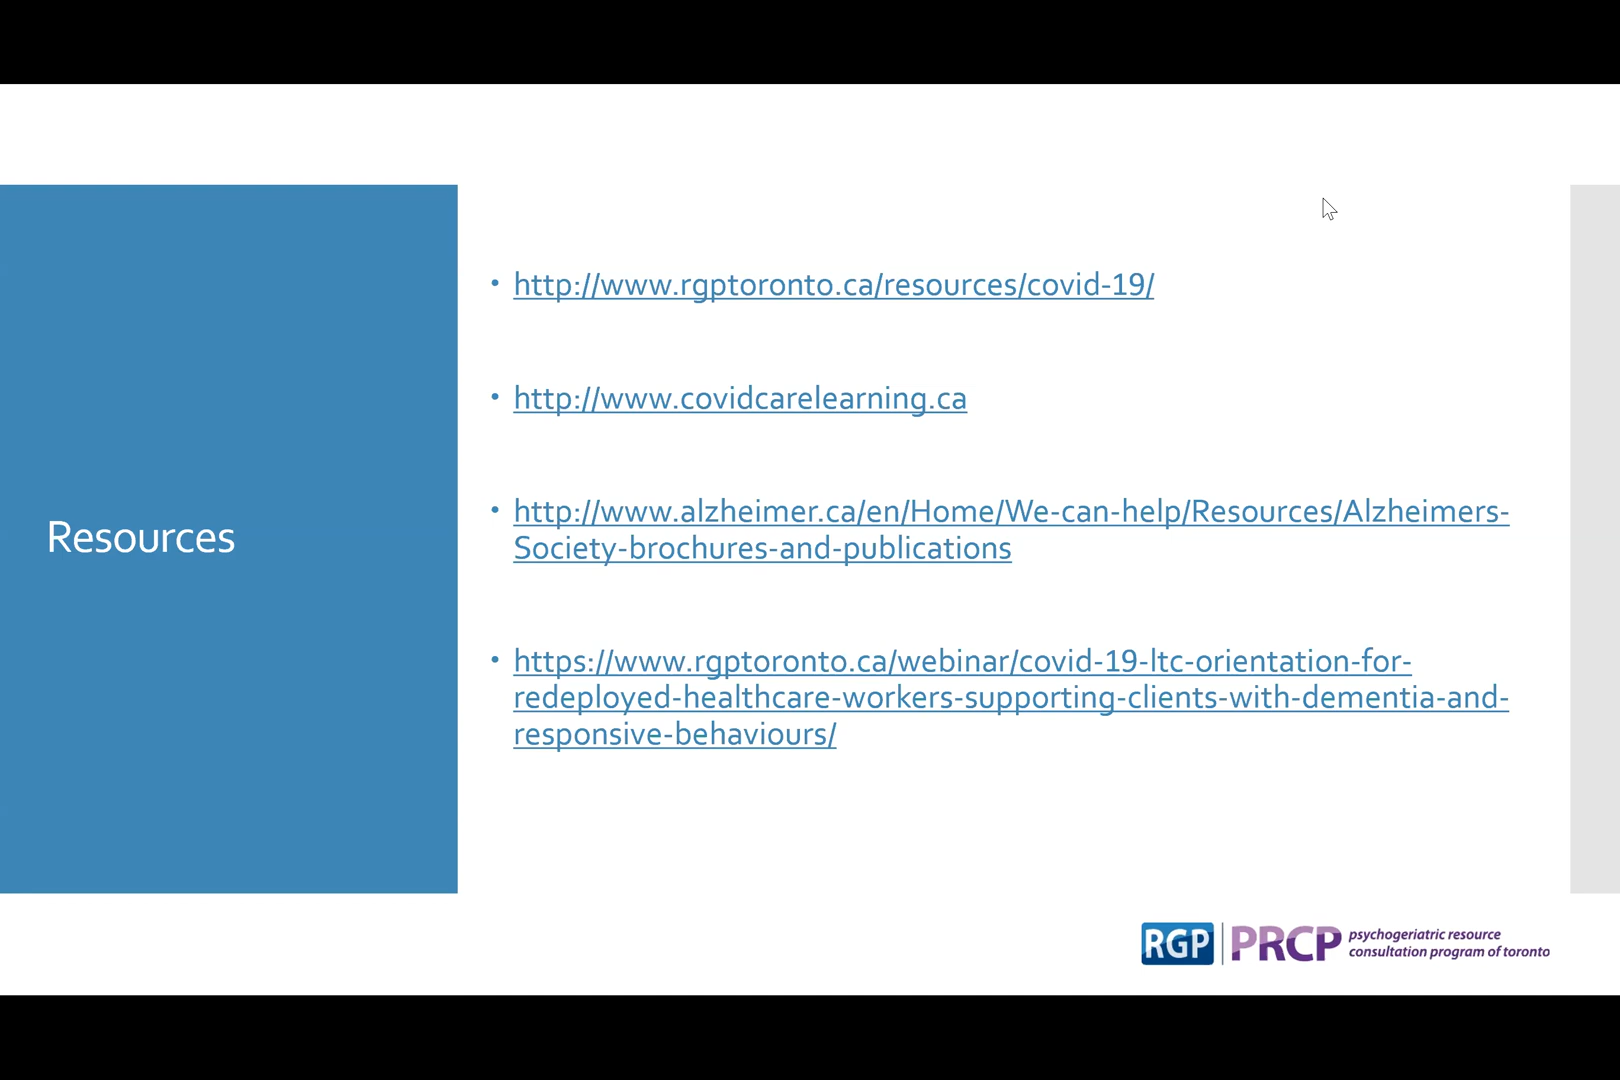 Resources
• http://www.rgptoronto.ca/resources/covid-19/
• http://www.covidcarelearning.ca
• http://www.alzheimer.ca/en/Home/We-can-help/Resources/Alzheimers-
Society-brochures-and-publications
• https://www.rgptoronto.ca/webinar/covid-19-ltc-orientation-for-
redeployed-healthcare-workers-supporting-clients-with-dementia-and-
responsive-behaviours/
RGP PRCP psychogeriatric resource
consultation program of toronto